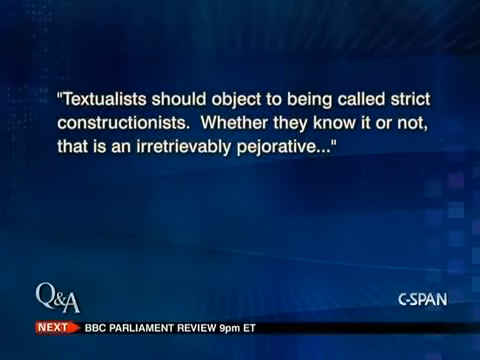 "Textualists should object to being called strict
constructionists. Whether they know it or not,
that is an irretrievably pejorative..."
Q&A
C-SPAN
NEXT BBC PARLIAMENT REVIEW 9pm ET